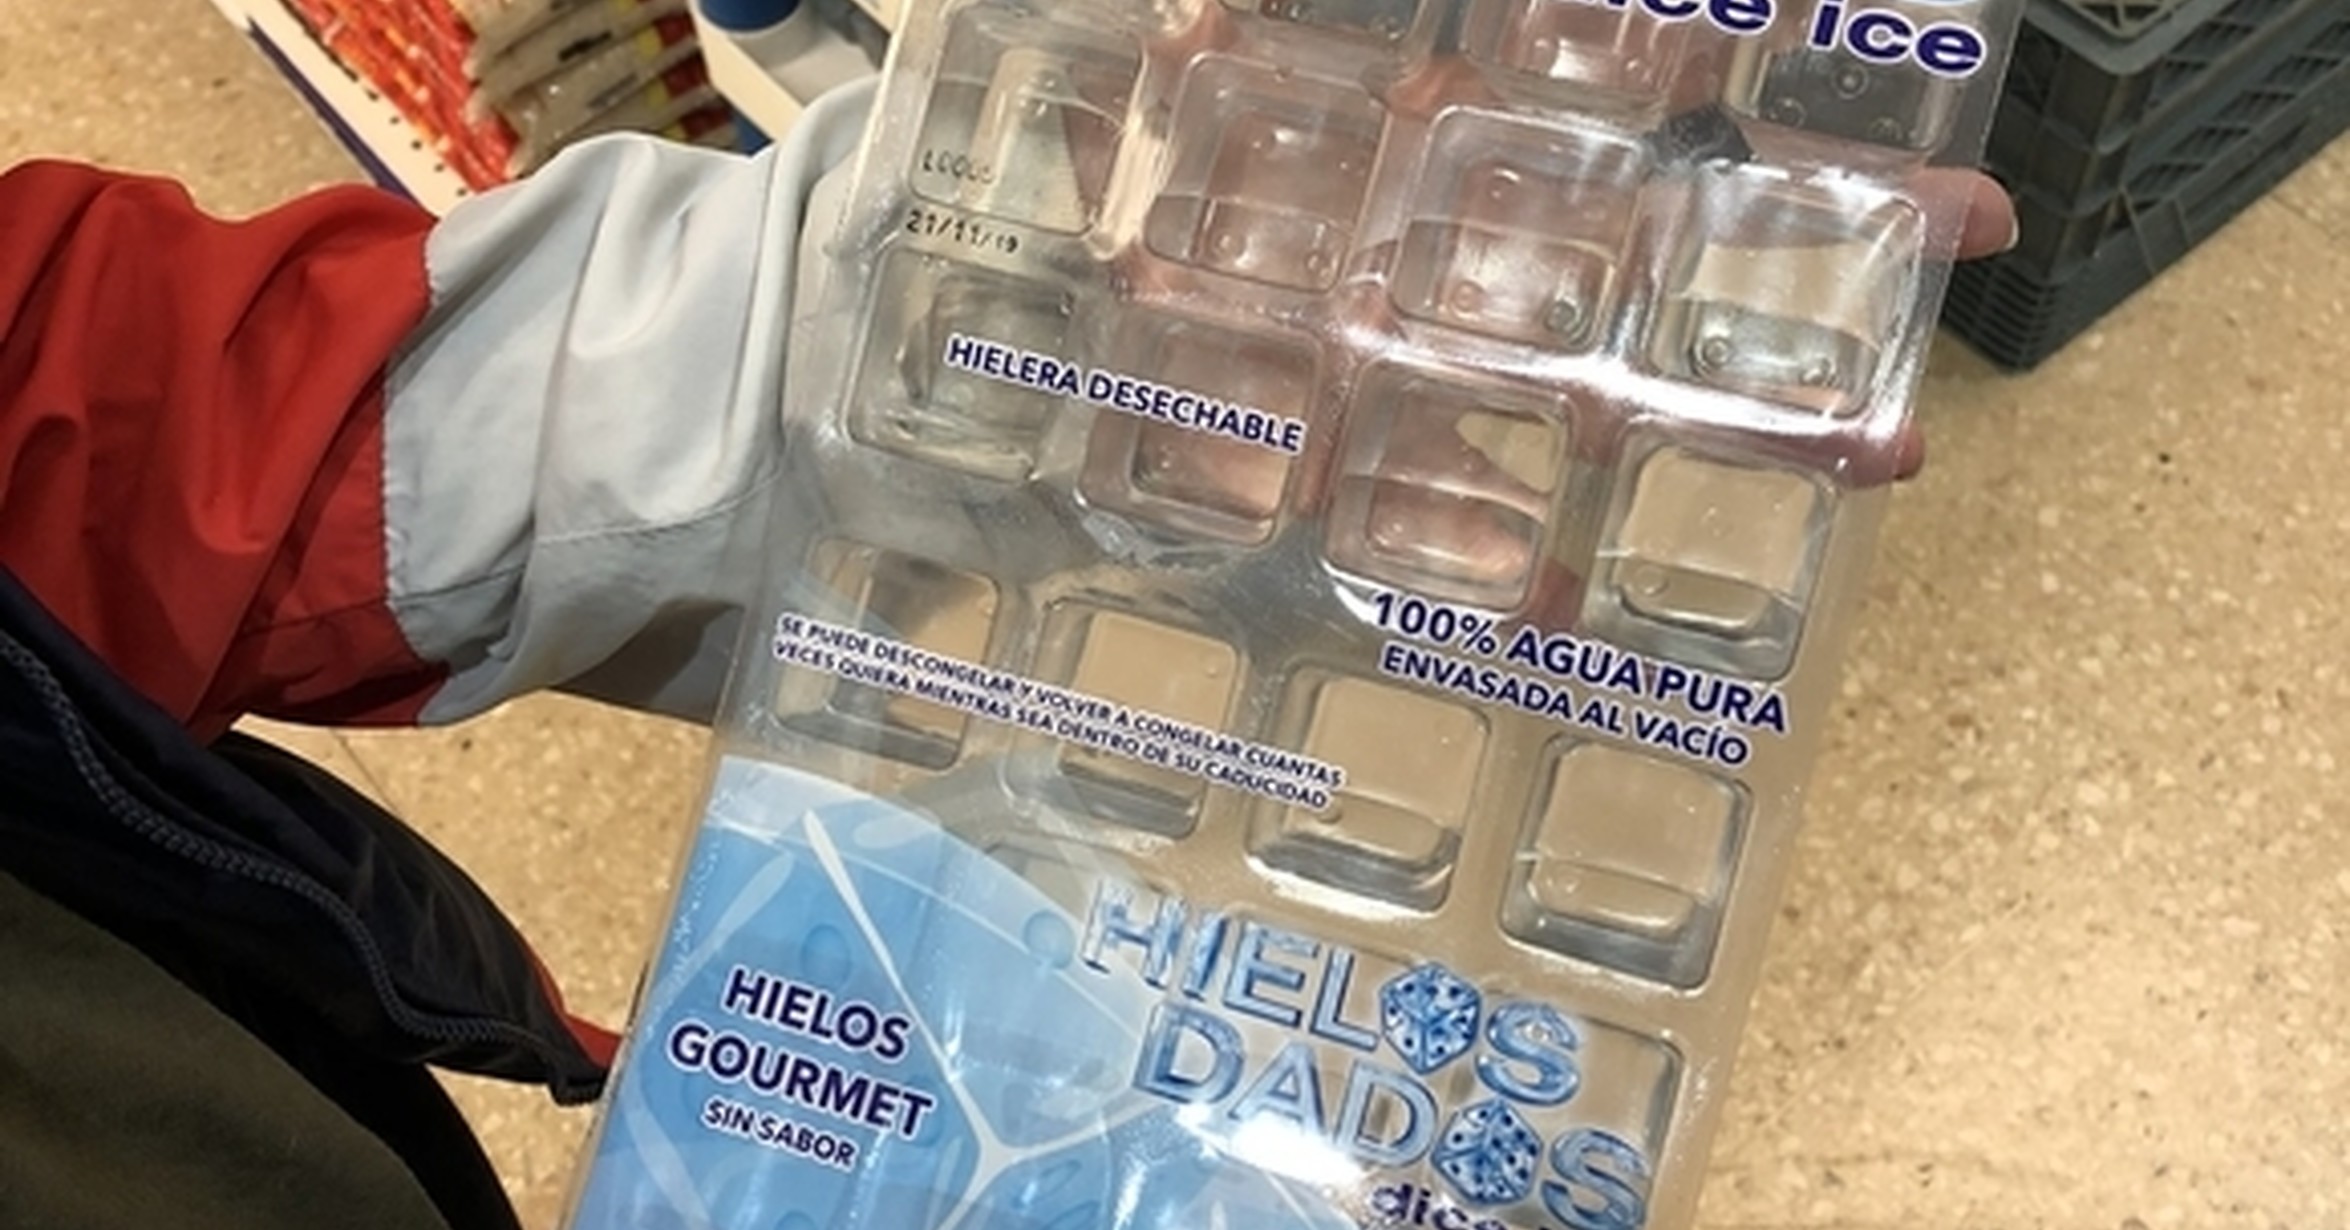 ice ice
21/11/19
HIELERA DESECHABLE
100% AGUA PURA
ENVASADA AL VACÍO
SE PUEDE DESCONGELAR Y VOLVER A CONGELAR CUANTAS
VECES QUIERA MIENTRAS SEA DENTRO DE SU CADUCIDAD
HIELOS
DADOS
HIELOS
GOURMET
SIN SABOR